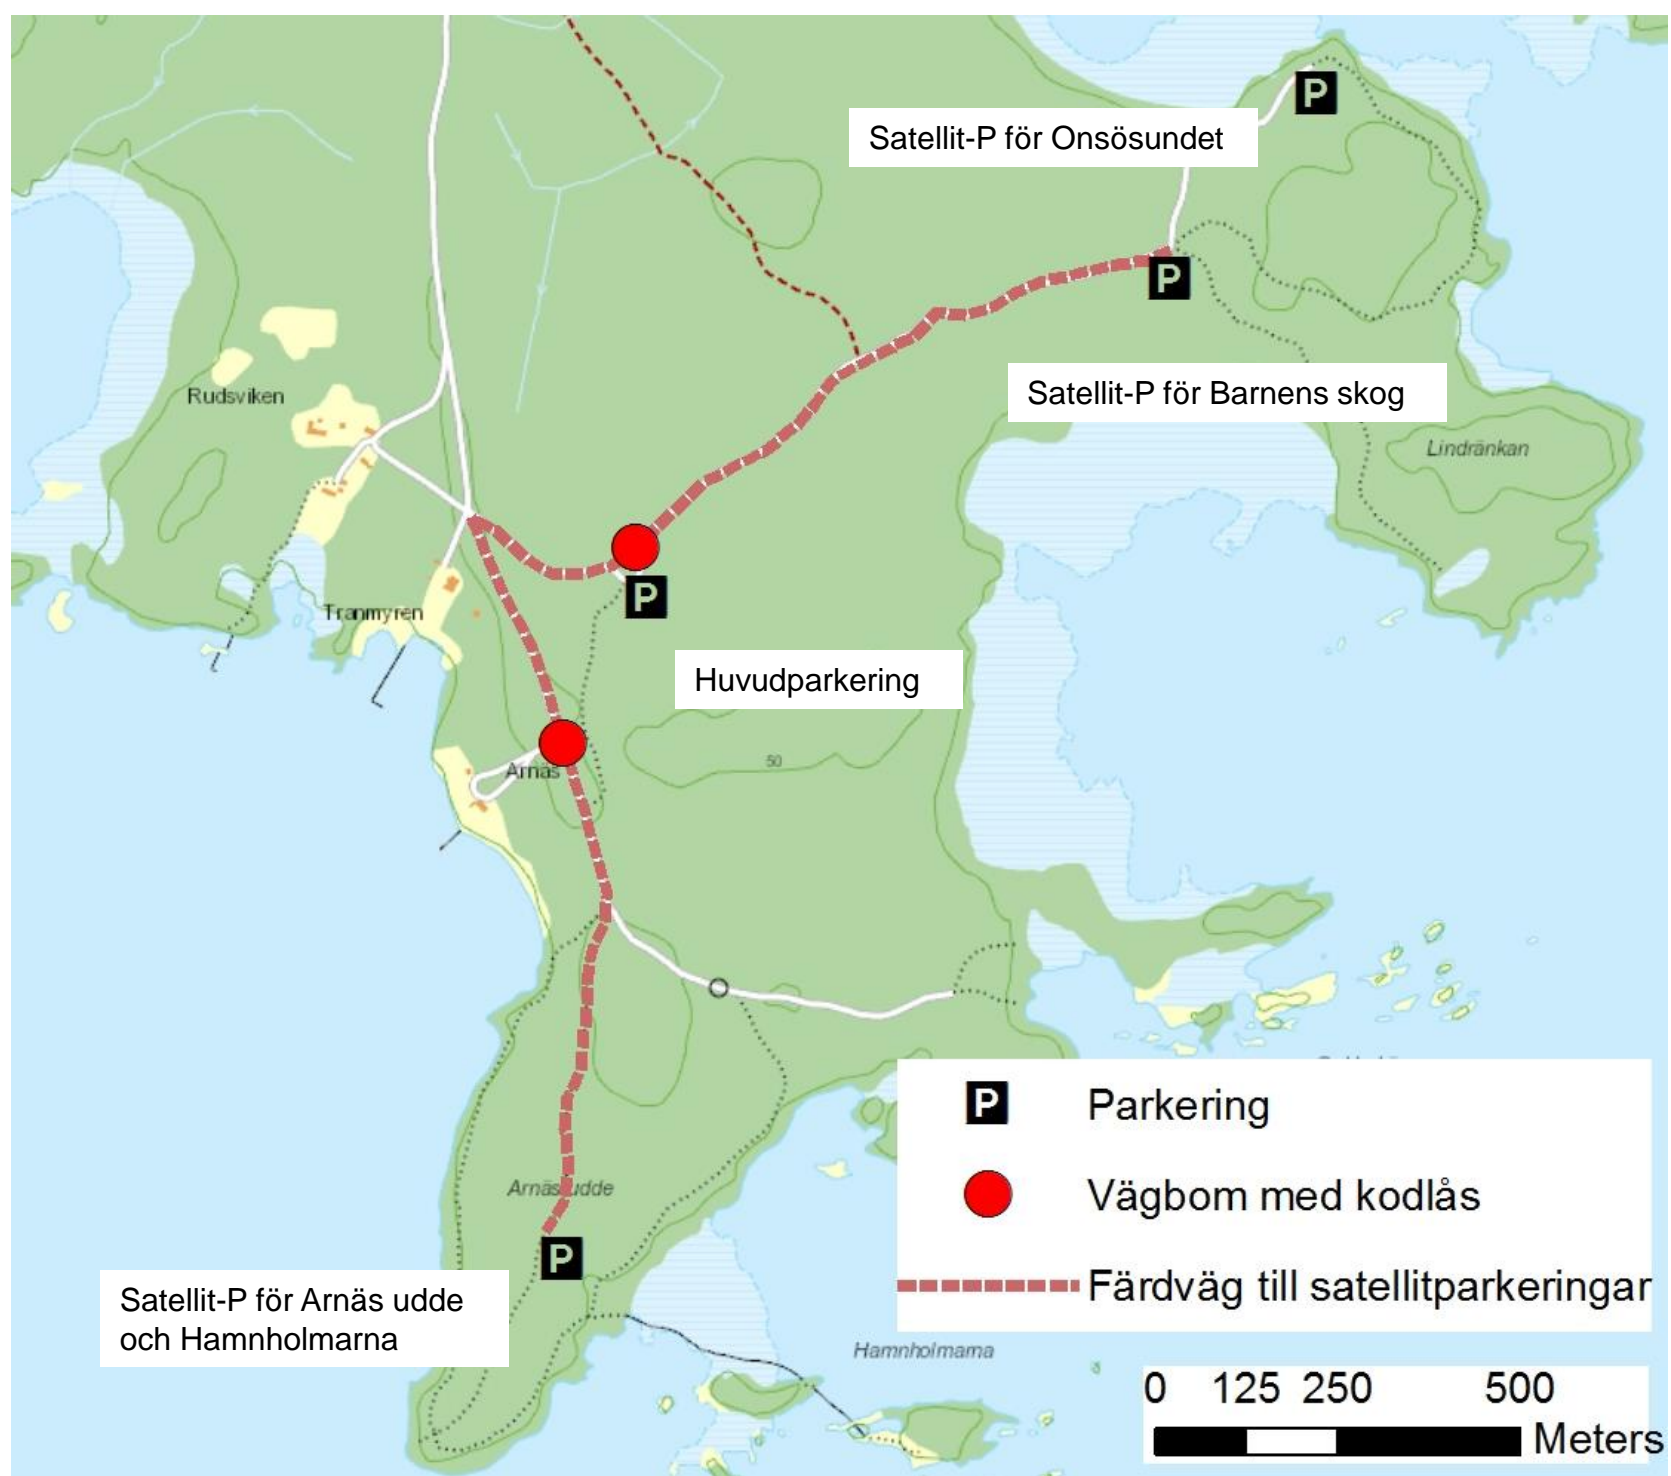 P
Satellit-P för Onsösundet
P
Satellit-P för Barnens skog
Rudsviken
Lindränkan
P
Tranmyren
Huvudparkering
50
Arnäs
P Parkering
Vägbom med kodlås
Färdväg till satellitparkeringar
Arnäs udde
P
Satellit-P för Arnäs udde
och Hamnholmarna
Hamnholmarna
0 125 250 500
Meters